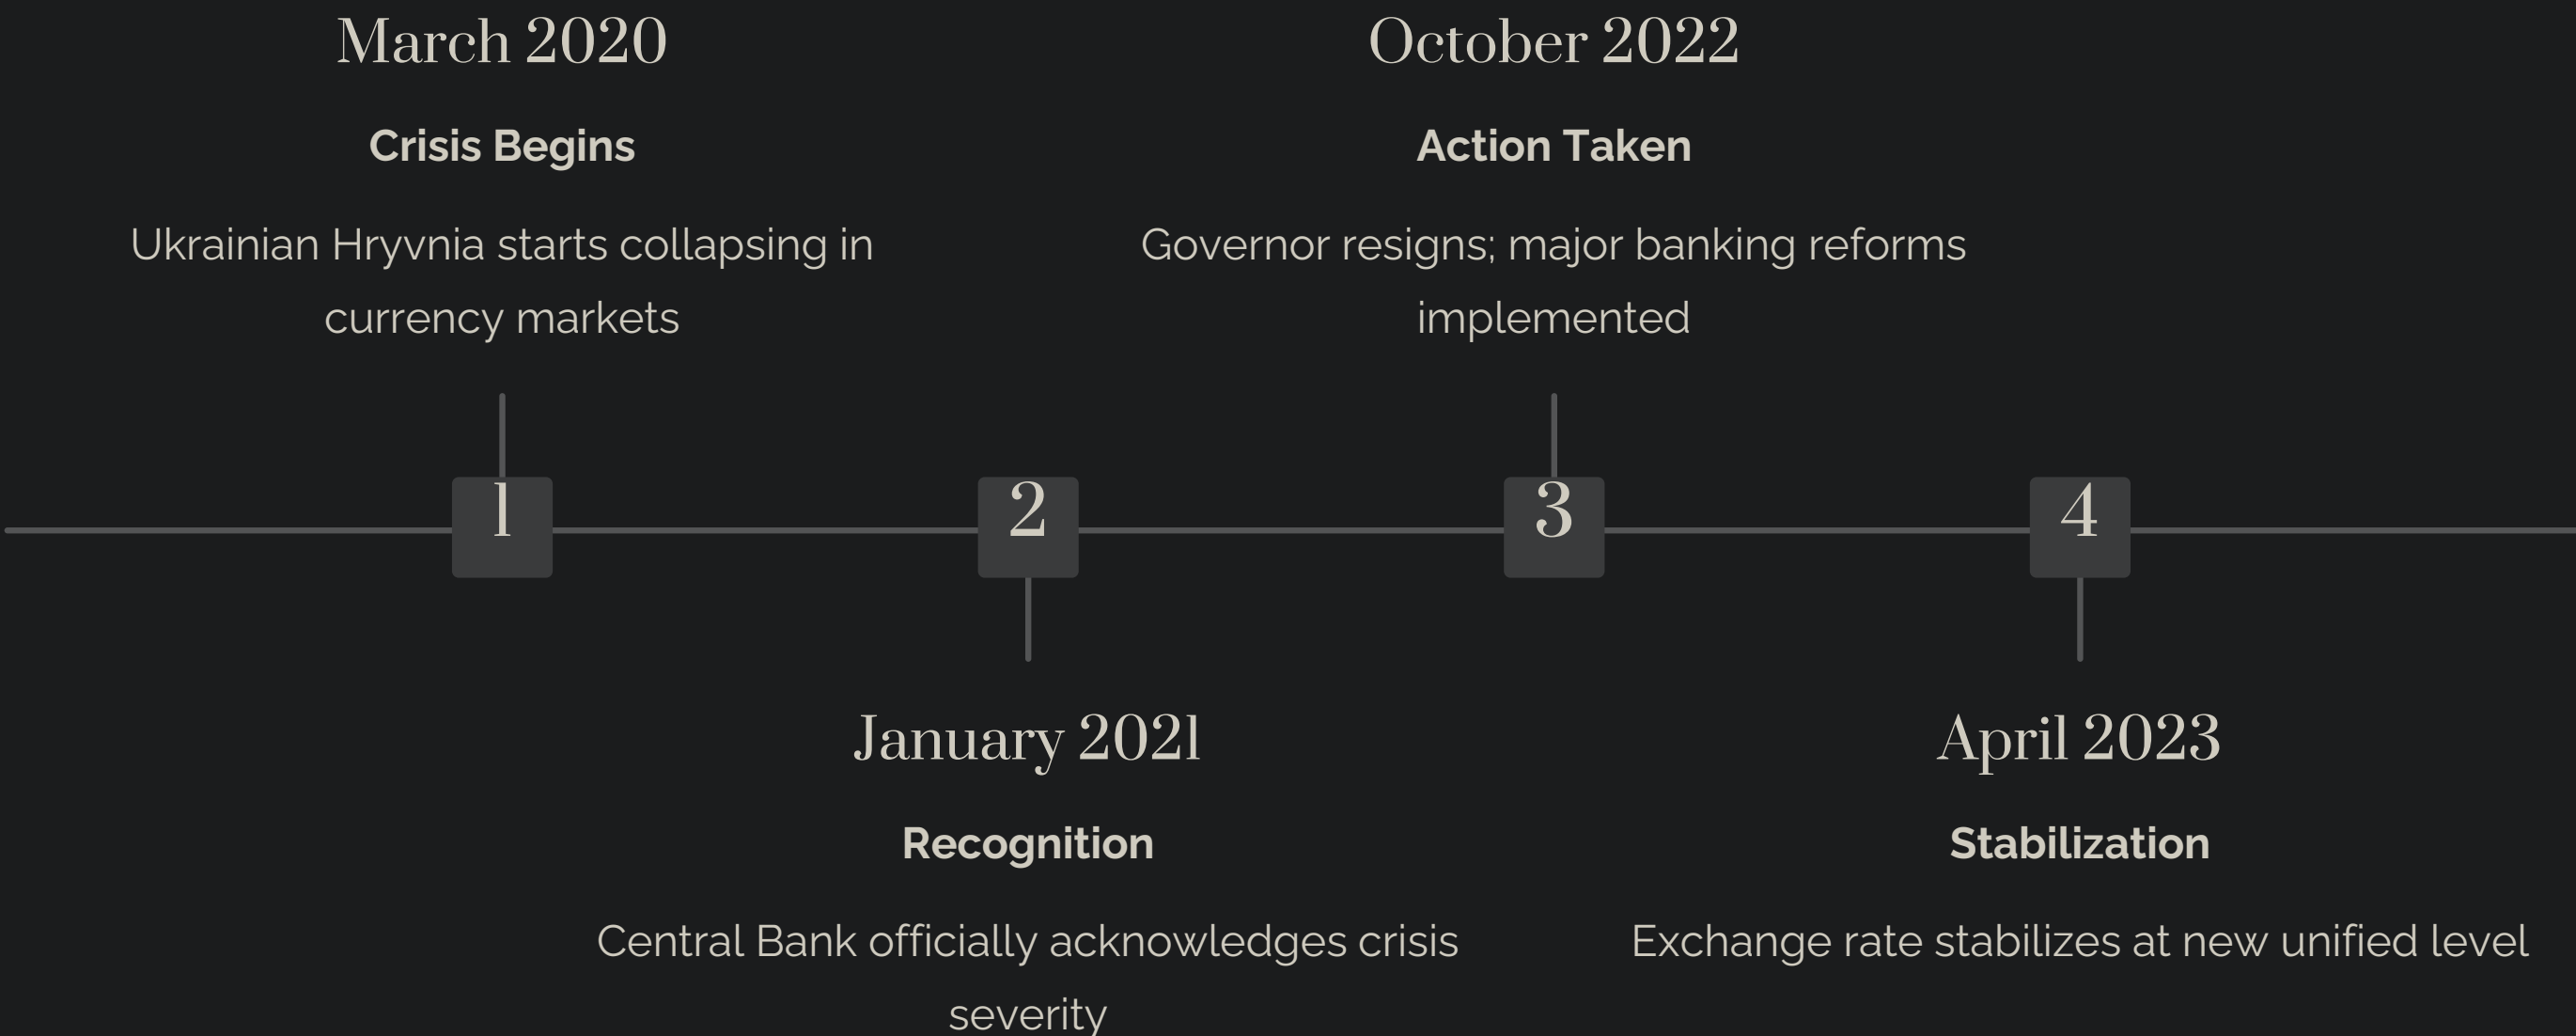 March 2020
Crisis Begins
Ukrainian Hryvnia starts collapsing in
currency markets
October 2022
Action Taken
Governor resigns; major banking reforms
implemented
1
2
3
4
January 2021
Recognition
Central Bank officially acknowledges crisis
severity
April 2023
Stabilization
Exchange rate stabilizes at new unified level